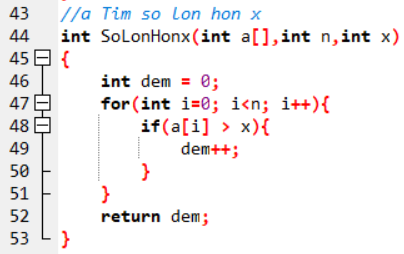 43 //a Tim so lon hon x
44 int SoLonHonx(int a[],int n,int x)
45 {
46 int dem = 0;
47 for(int i=0; i<n; i++){
48 if(a[i] > x){
49 dem++;
50 }
51 }
52 return dem;
53 }